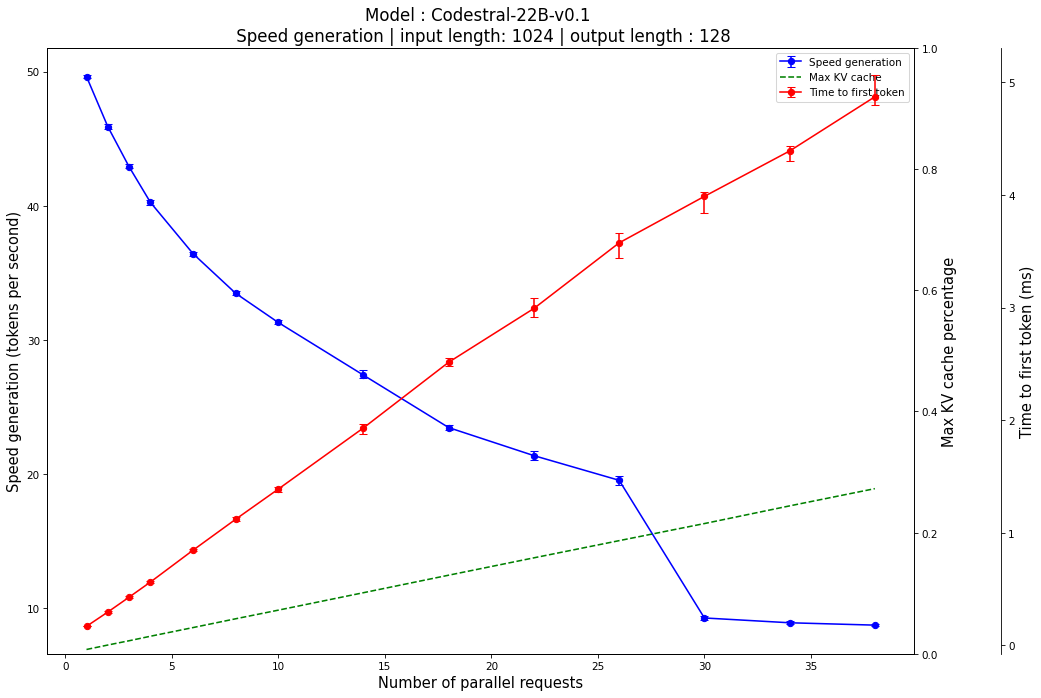 Model : Codestral-22B-v0.1
Speed generation | input length: 1024 | output length : 128
Speed generation
Max KV cache
Time to first token
Speed generation (tokens per second)
50
40
30
20
10
0
5
10
15
20
25
30
35
Number of parallel requests
1.0
0.8
0.6
0.4
0.2
0.0
Max KV cache percentage
5
4
3
2
1
0
Time to first token (ms)